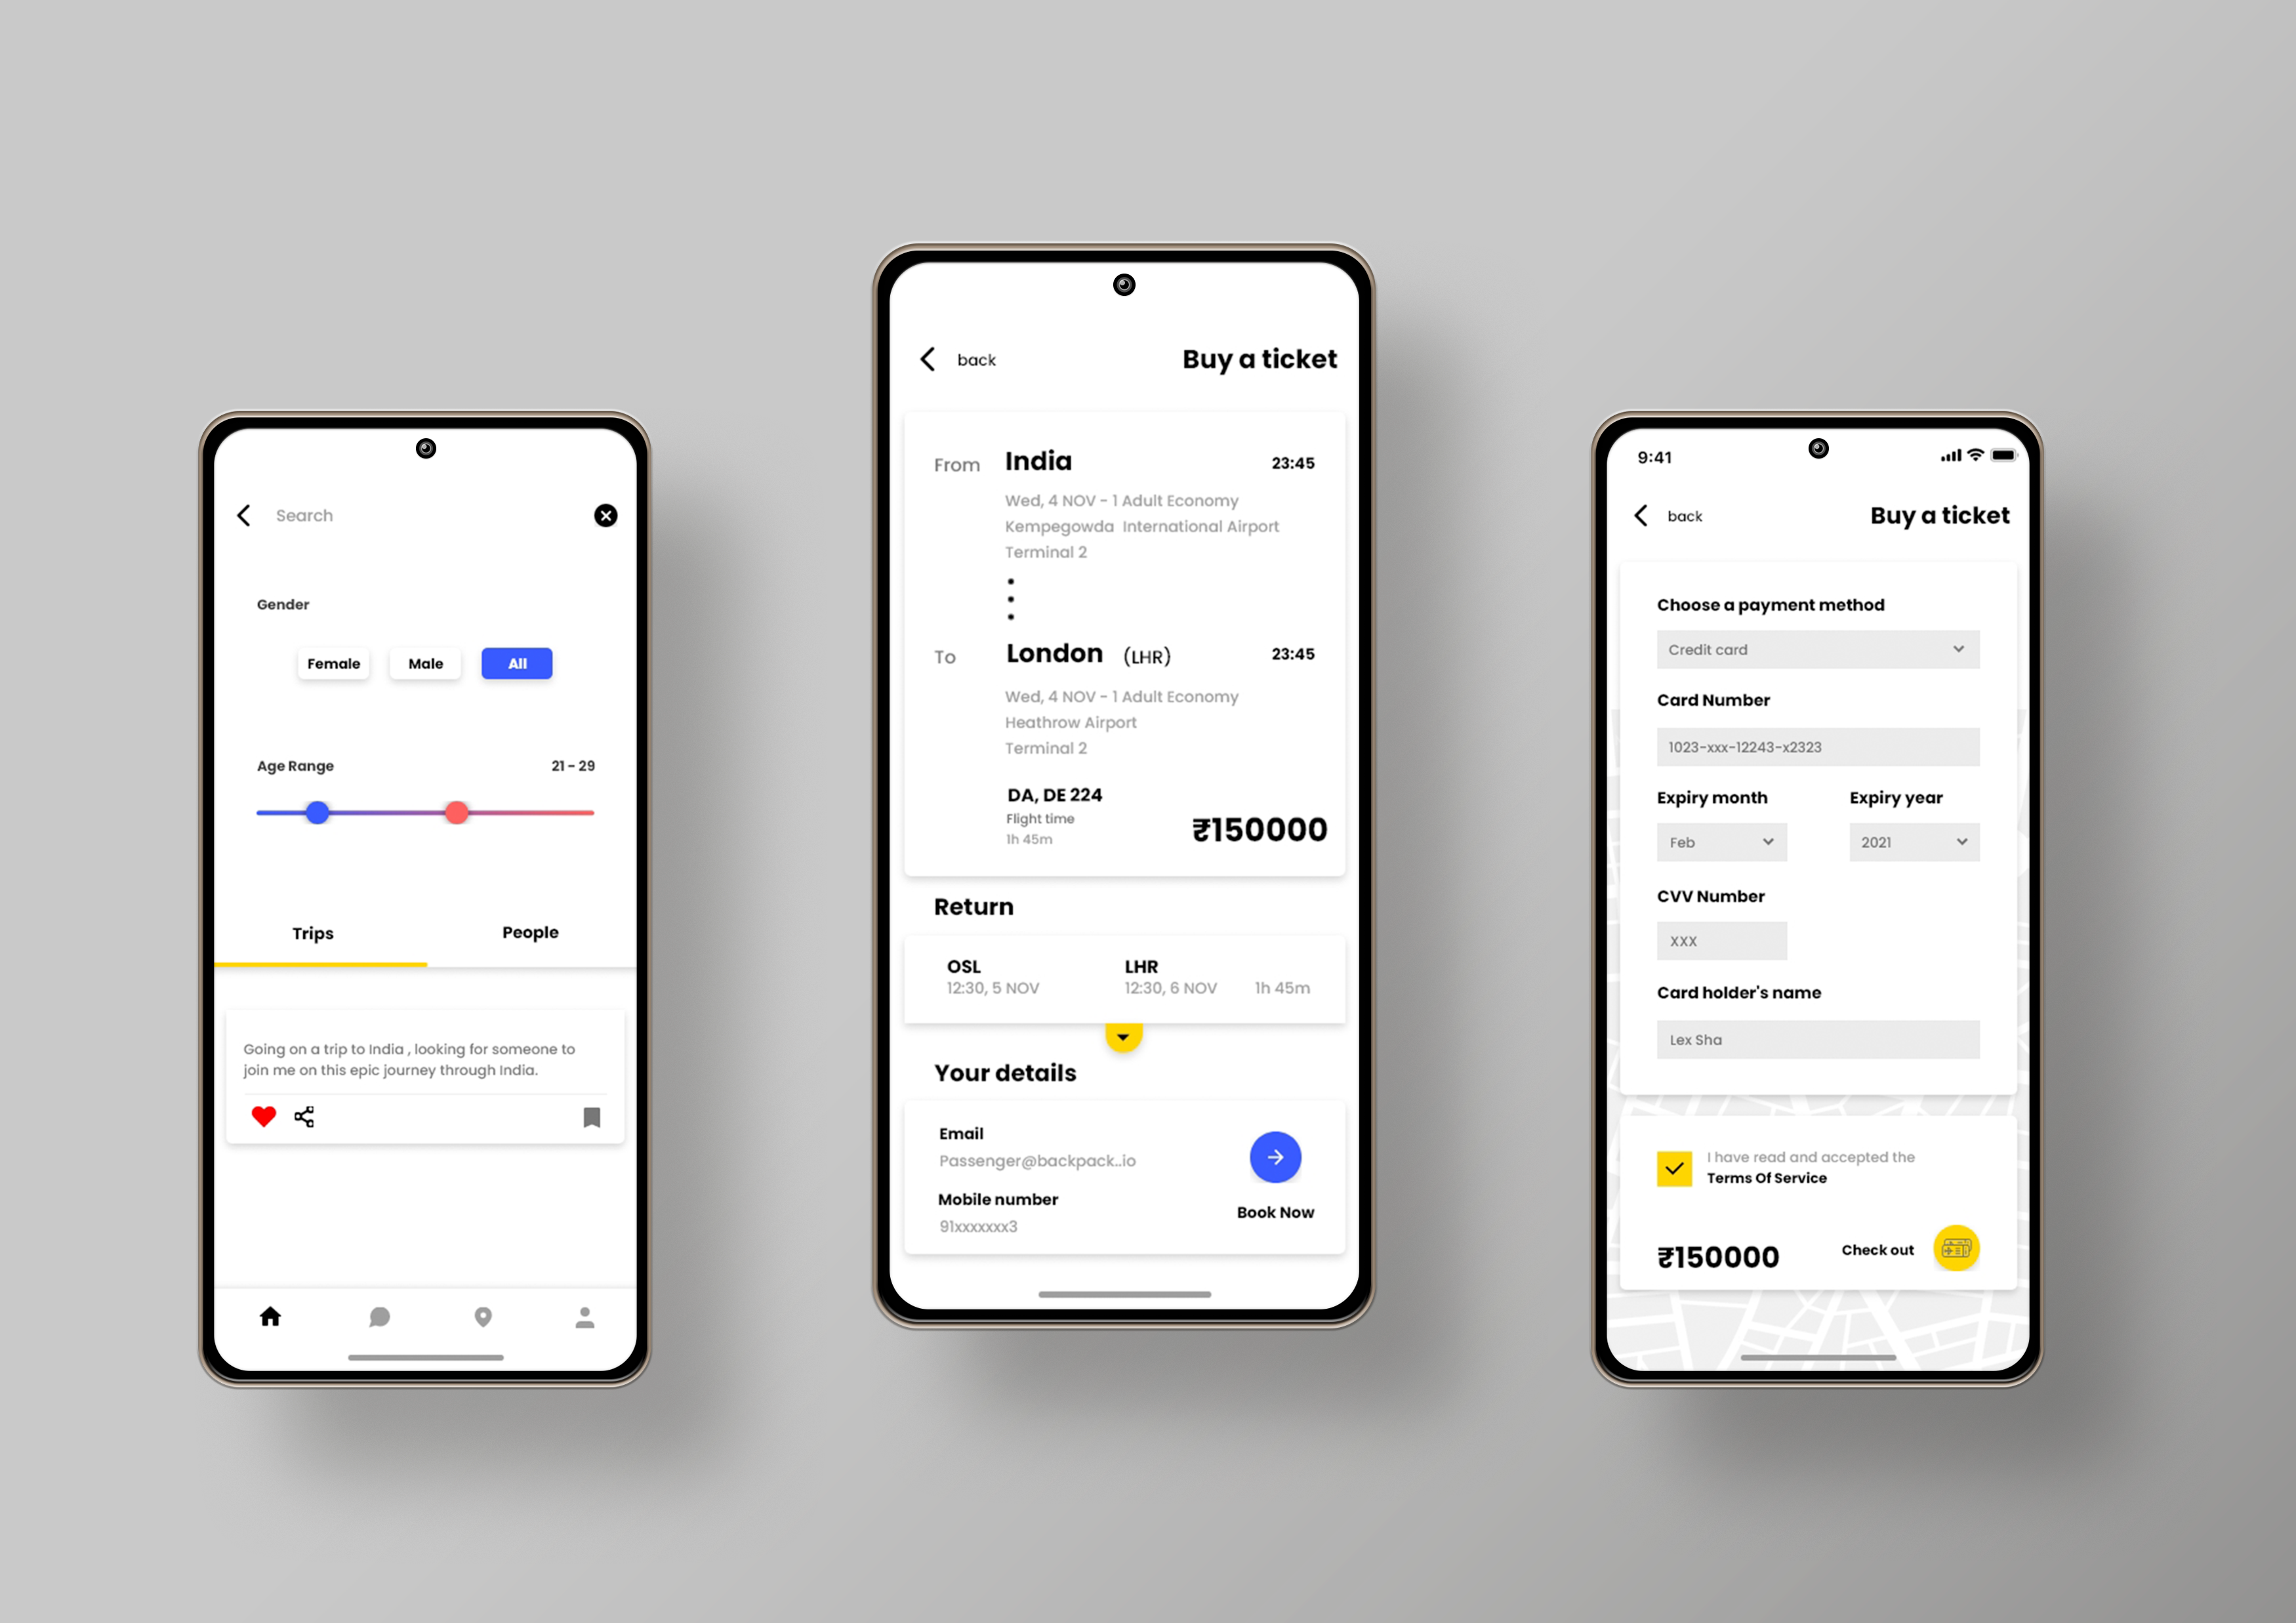 Search
Gender
Female Male All
Age Range 21 - 29
Trips People
Going on a trip to India , looking for someone to
join me on this epic journey through India.
back Buy a ticket
From India 23:45
Wed, 4 NOV - 1 Adult Economy
Kempegowda International Airport
Terminal 2
To London (LHR) 23:45
Wed, 4 NOV - 1 Adult Economy
Heathrow Airport
Terminal 2
DA, DE 224
Flight time
1h 45m
₹150000
Return
OSL LHR
12:30, 5 NOV 12:30, 6 NOV 1h 45m
Your details
Email
Passenger@backpack..io
Mobile number
91xxxxxxx3
Book Now
9:41
back Buy a ticket
Choose a payment method
Credit card
Card Number
1023-xxx-12243-x2323
Expiry month Expiry year
Feb 2021
CVV Number
XXX
Card holder's name
Lex Sha
I have read and accepted the
Terms Of Service
₹150000 Check out